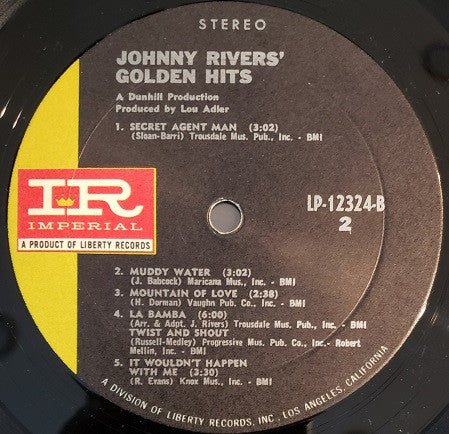 STEREO
JOHNNY RIVERS'
GOLDEN HITS
A Dunhill Production
Produced by Lou Adler
1. SECRET AGENT MAN (3:02)
(Sloan-Barri) Trousdale Mus. Pub., Inc. - BMI
IR
IMPERIAL
A PRODUCT OF LIBERTY RECORDS
LP-12324-B
2
2. MUDDY WATER (3:02)
(J. Babcock) Maricana Mus., Inc. - BMI
3. MOUNTAIN OF LOVE (2:38)
(H. Dorman) Vaughn Pub. Co., Inc. - BMI
4. LA BAMBA (6:00)
(Arr. & Adpt. J. Rivers) Trousdale Mus. Pub., Inc. - BMI
TWIST AND SHOUT
(Russell-Medley) Progressive Mus. Pub. Co., Inc.- Robert
Mellin, Inc. - BMI
5. IT WOULDN'T HAPPEN
WITH ME (3:30)
(R. Evans) Knox Mus., Inc. - BMI
A DIVISION OF LIBERTY RECORDS, INC., LOS ANGELES, CALIFORNIA